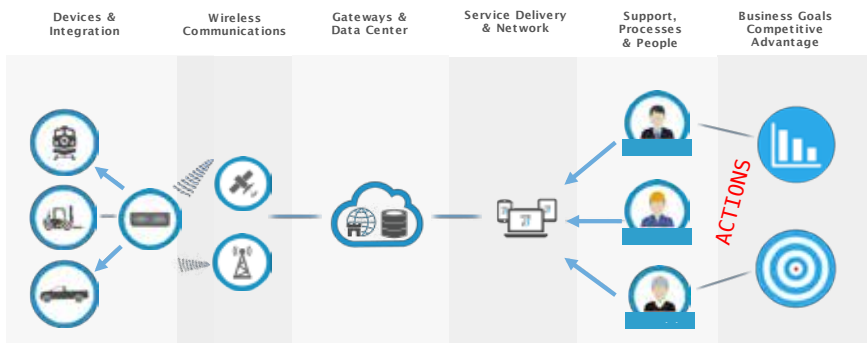 Devices &
Integration
Wireless
Communications
Gateways &
Data Center
Service Delivery
& Network
Support,
Processes
& People
Business Goals
Competitive
Advantage
ACTIONS